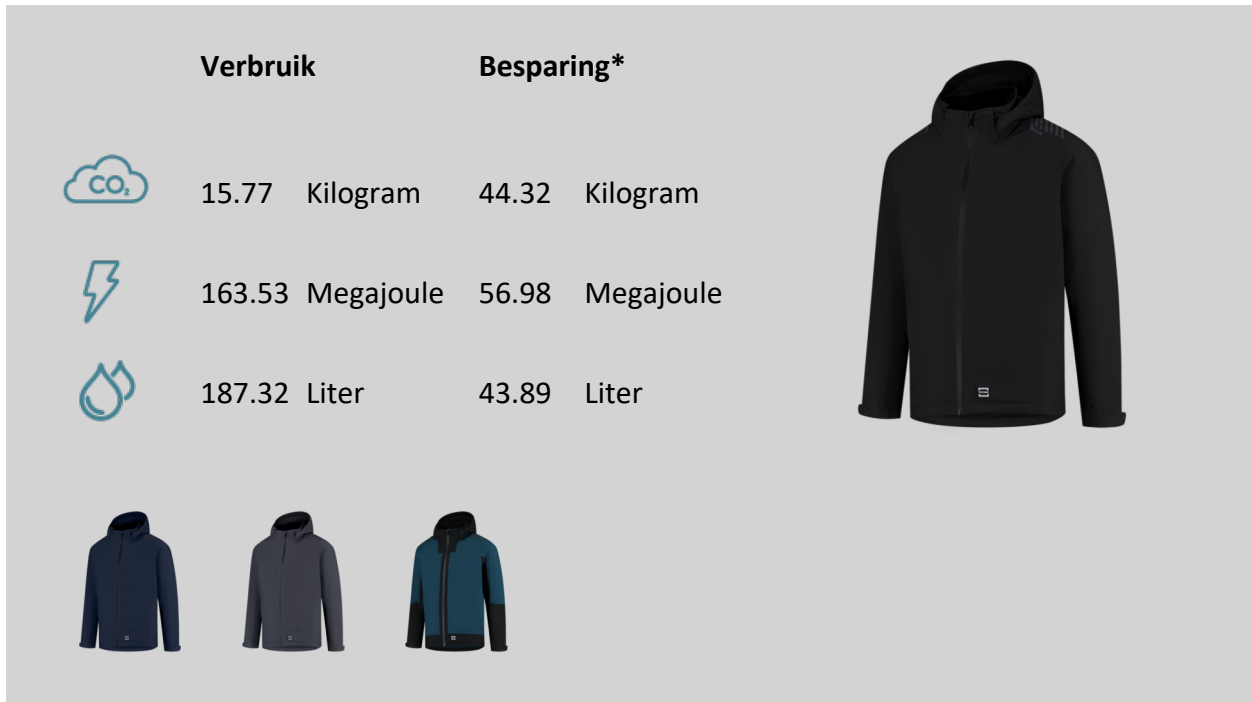 Verbruik Besparing*
CO₂ 15.77 Kilogram 44.32 Kilogram
163.53 Megajoule 56.98 Megajoule
187.32 Liter 43.89 Liter